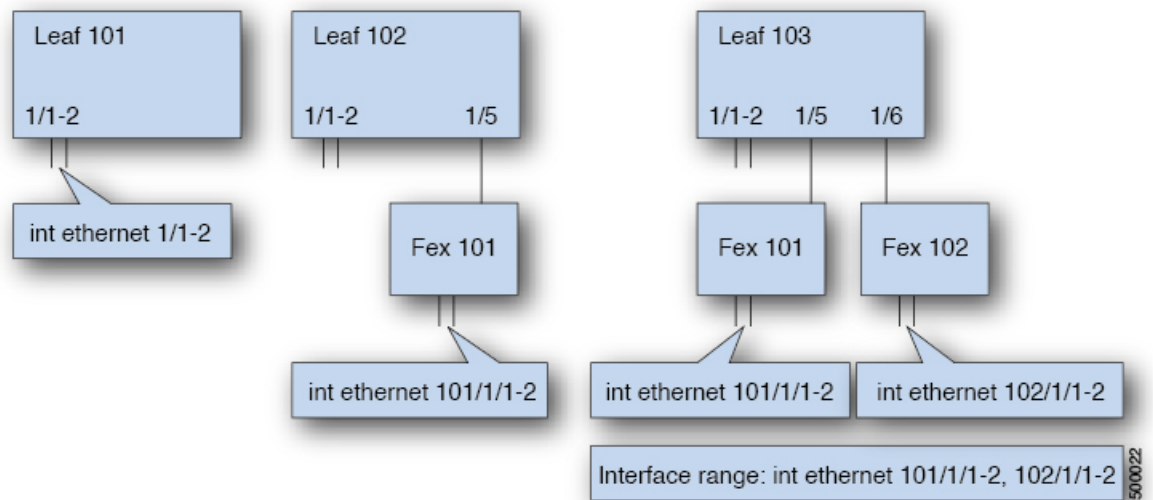 Leaf 101
Leaf 102
Leaf 103
1/1-2
1/1-2
1/5
1/1-2
1/5
1/6
int ethernet 1/1-2
Fex 101
Fex 101
Fex 102
int ethernet 101/1/1-2
int ethernet 101/1/1-2
int ethernet 102/1/1-2
Interface range: int ethernet 101/1/1-2, 102/1/1-2
500022